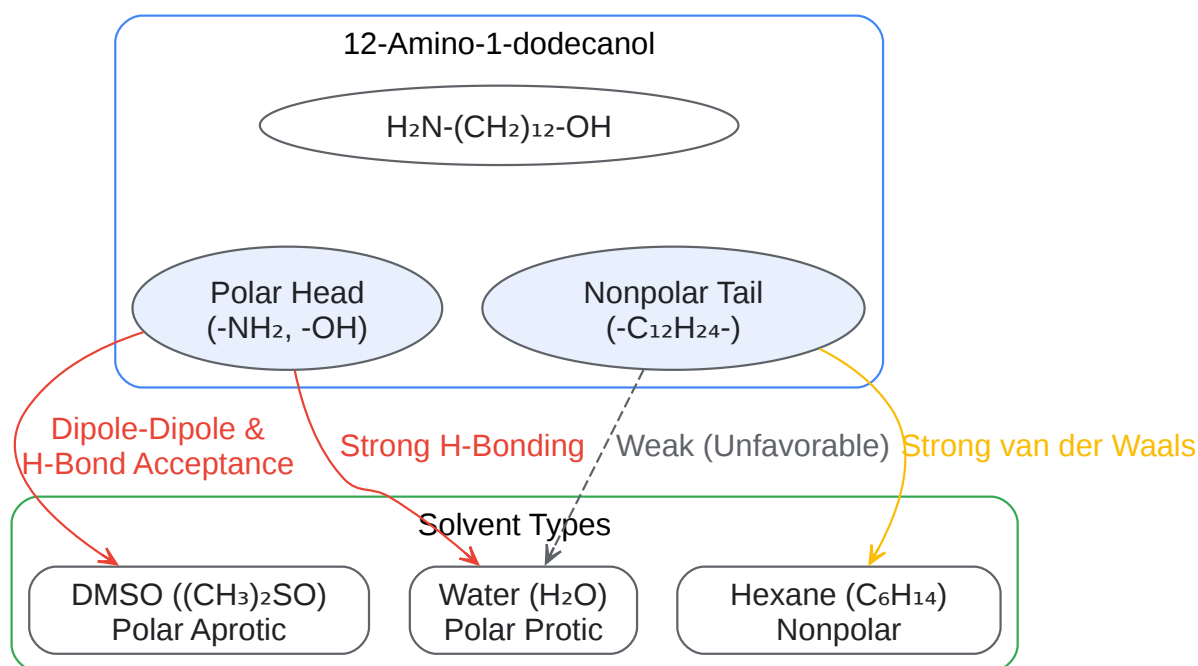 12-Amino-1-dodecanol
H₂N-(CH₂)₁₂-OH
Polar Head
(-NH₂, -OH)
Nonpolar Tail
(-C₁₂H₂₄-)
Dipole-Dipole &
H-Bond Acceptance
Strong H-Bonding
Weak (Unfavorable)
Strong van der Waals
Solvent Types
DMSO ((CH₃)₂SO)
Polar Aprotic
Water (H₂O)
Polar Protic
Hexane (C₆H₁₄)
Nonpolar